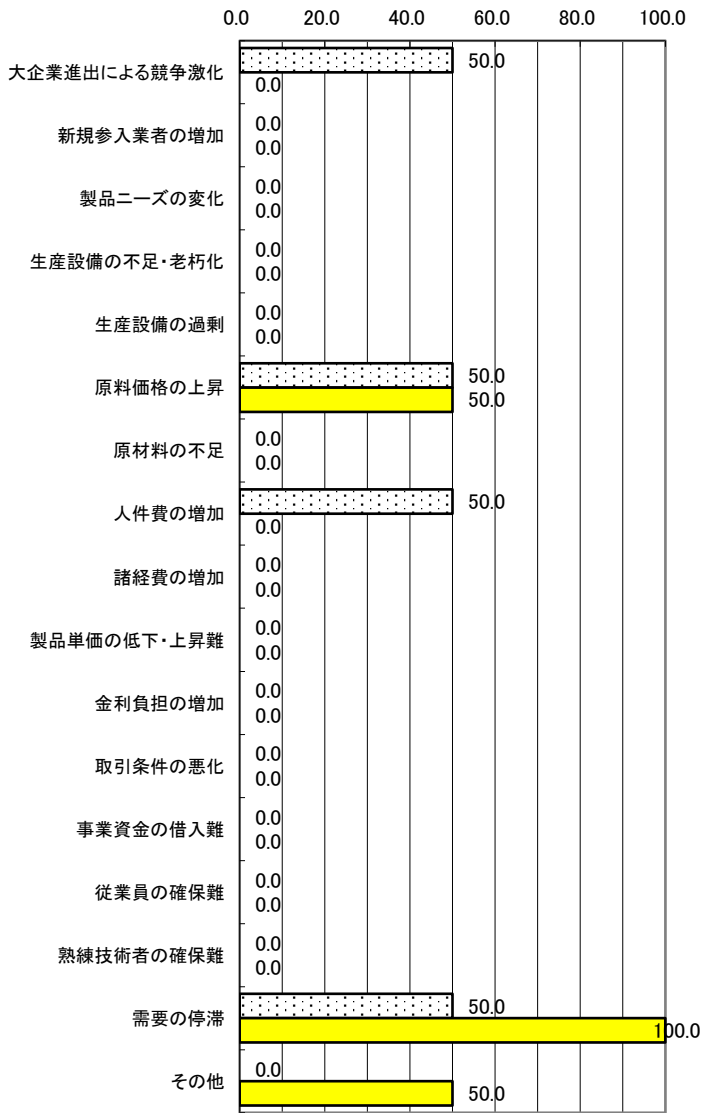 0.0 20.0 40.0 60.0 80.0 100.0
大企業進出による競争激化 50.0
0.0
新規参入業者の増加 0.0
0.0
製品ニーズの変化 0.0
0.0
生産設備の不足・老朽化 0.0
0.0
生産設備の過剰 0.0
0.0
原料価格の上昇 50.0
50.0
原材料の不足 0.0
0.0
人件費の増加 50.0
0.0
諸経費の増加 0.0
0.0
製品単価の低下・上昇難 0.0
0.0
金利負担の増加 0.0
0.0
取引条件の悪化 0.0
0.0
事業資金の借入難 0.0
0.0
従業員の確保難 0.0
0.0
熟練技術者の確保難 0.0
0.0
需要の停滞 50.0
100.0
その他 0.0
50.0